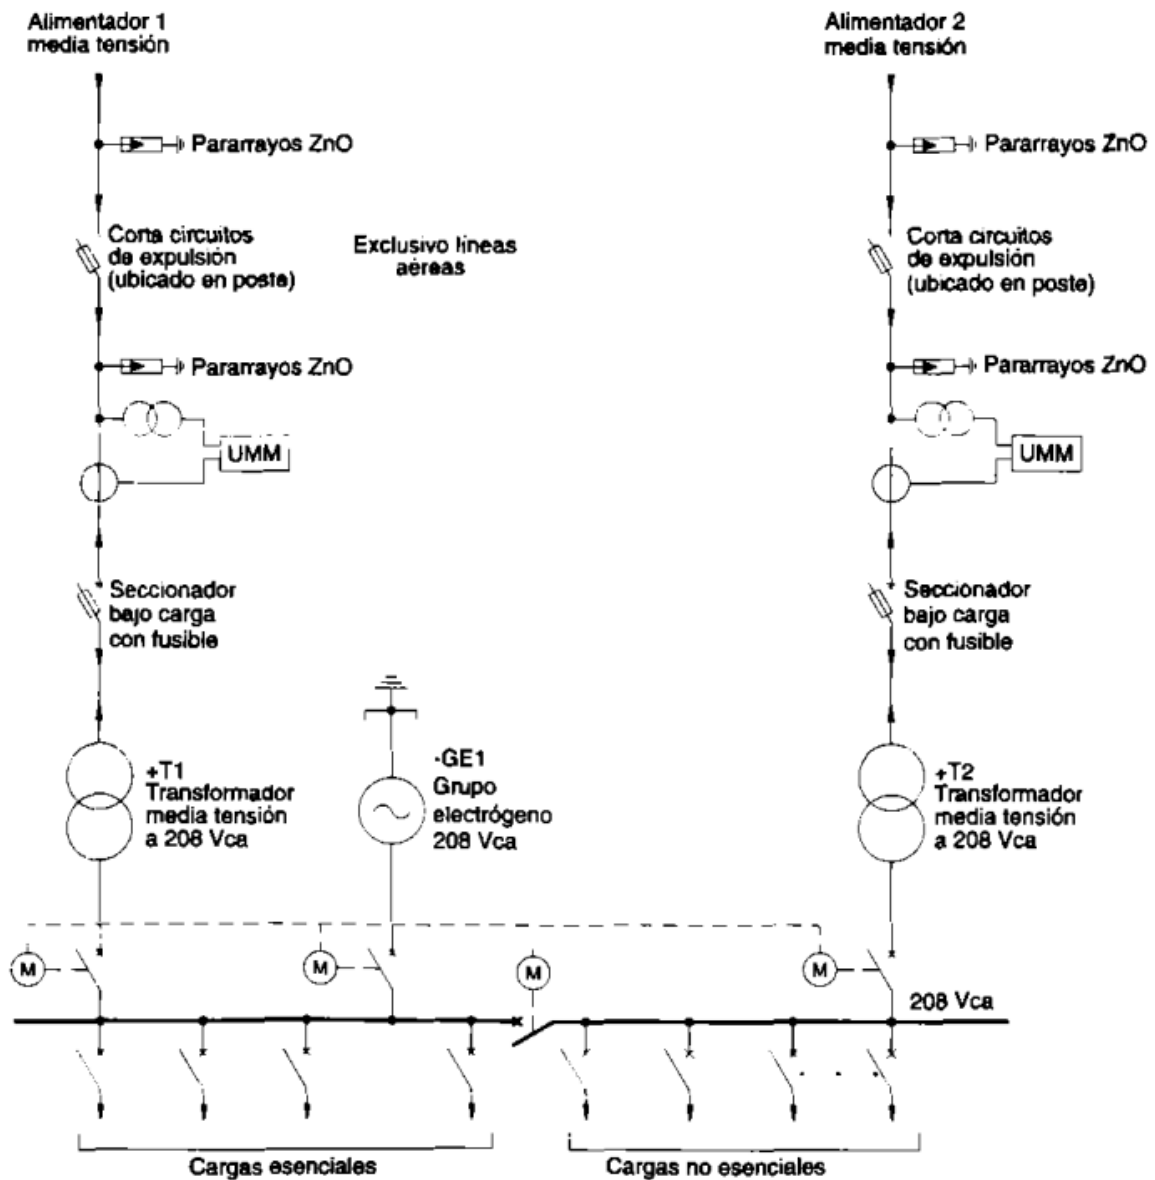 Alimentador 1
media tensión
Alimentador 2
media tensión
Pararrayos ZnO
Pararrayos ZnO
Corta circuitos
de expulsión
(ubicado en poste)
Exclusivo líneas
aéreas
Corta circuitos
de expulsión
(ubicado en poste)
Pararrayos ZnO
Pararrayos ZnO
UMM
UMM
Seccionador
bajo carga
con fusible
Seccionador
bajo carga
con fusible
+T1
Transformador
media tensión
a 208 Vca
-GE1
Grupo
electrógeno
208 Vca
+T2
Transformador
media tensión
a 208 Vca
M
M
M
M
208 Vca
Cargas esenciales
Cargas no esenciales